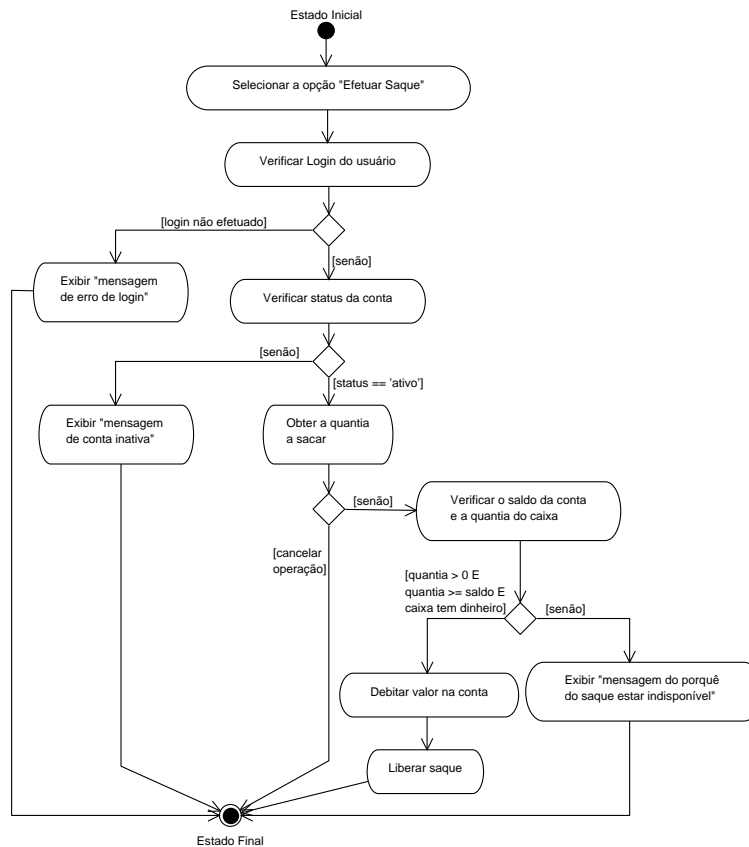 Estado Inicial
Selecionar a opção "Efetuar Saque"
Verificar Login do usuário
[login não efetuado]
[senão]
Exibir "mensagem
de erro de login"
Verificar status da conta
[senão]
[status == 'ativo']
Exibir "mensagem
de conta inativa"
Obter a quantia
a sacar
[senão]
Verificar o saldo da conta
e a quantia do caixa
[cancelar
operação]
[quantia > 0 E
quantia >= saldo E
caixa tem dinheiro]
[senão]
Debitar valor na conta
Exibir "mensagem do porquê
do saque estar indisponível"
Liberar saque
Estado Final